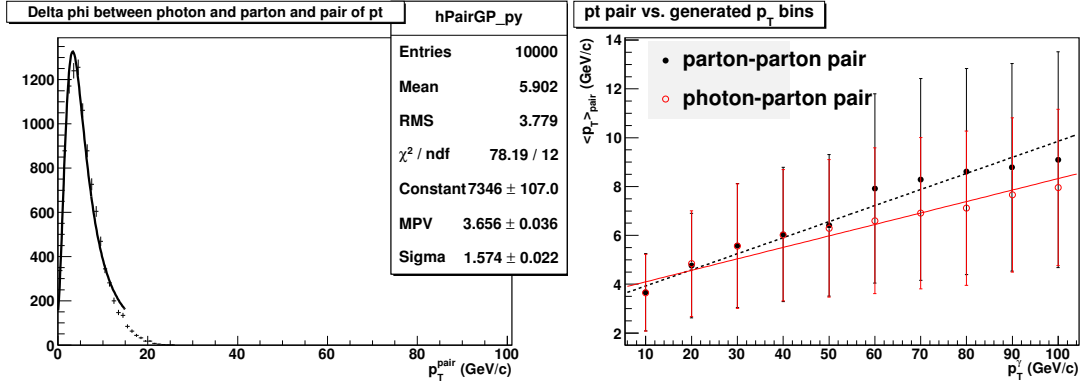 Delta phi between photon and parton and pair of pt
hPairGP_py
Entries 10000
Mean 5.902
RMS 3.779
χ² / ndf 78.19 / 12
Constant 7346 ± 107.0
MPV 3.656 ± 0.036
Sigma 1.574 ± 0.022
1200
1000
800
600
400
200
0
0 20 40 60 80 100
p_T^pair (GeV/c)
pt pair vs. generated p_T bins
parton-parton pair
photon-parton pair
<p_T>_pair (GeV/c)
14
12
10
8
6
4
2
10 20 30 40 50 60 70 80 90 100
p_T^γ (GeV/c)